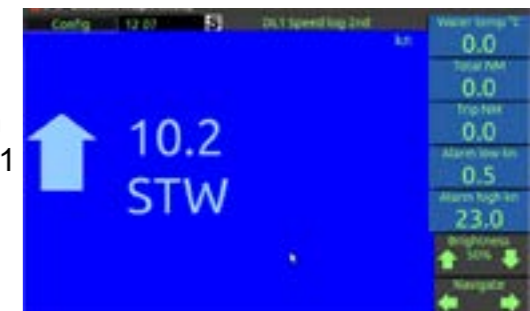 Config 12 07 S DL1 Speed log 2nd
kn
1
10.2
STW
Water temp °C
0.0
Total NM
0.0
Trip NM
0.0
Alarm low kn
0.5
Alarm high kn
23.0
Brightness
50%
Navigate